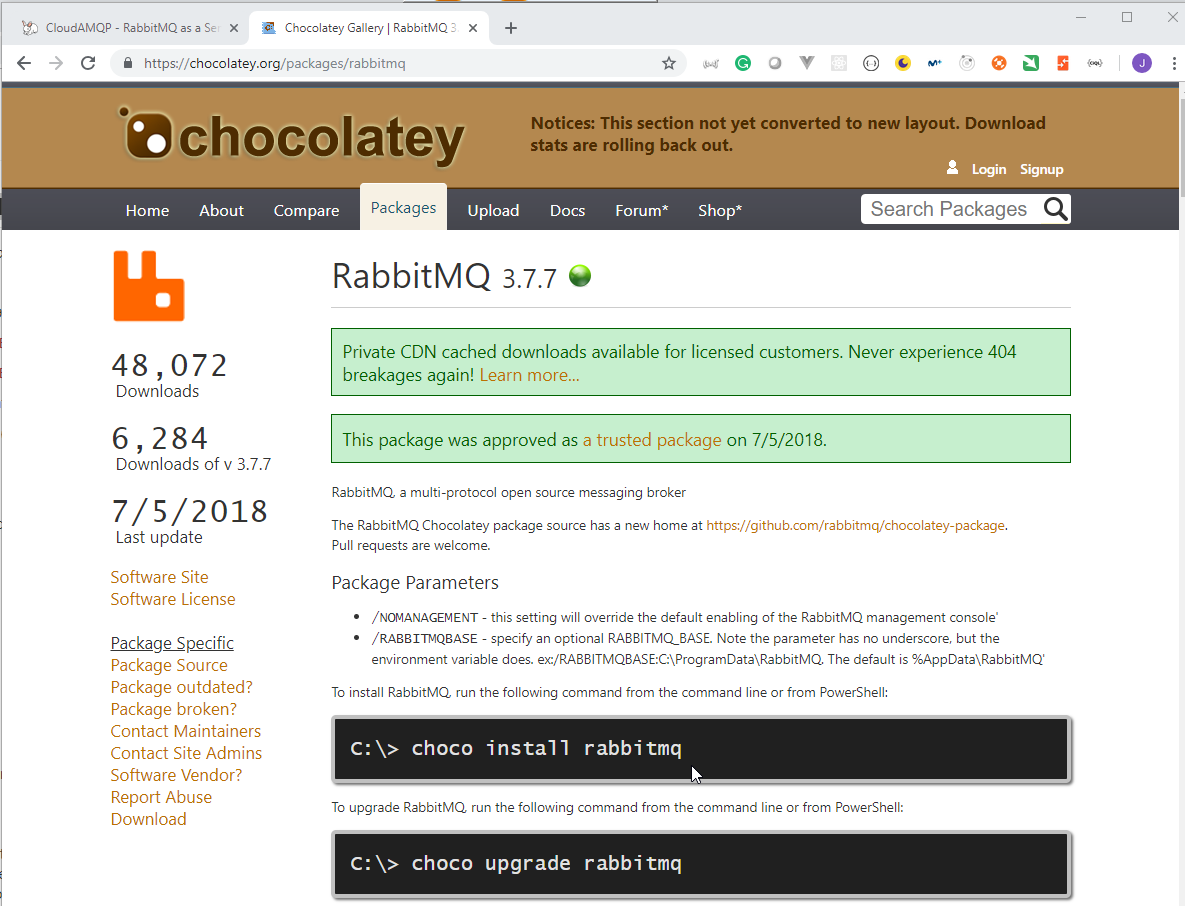 CloudAMQP - RabbitMQ as a Ser
Chocolatey Gallery | RabbitMQ 3.
https://chocolatey.org/packages/rabbitmq
J
chocolatey
Notices: This section not yet converted to new layout. Download
stats are rolling back out.
Login Signup
Home About Compare Packages Upload Docs Forum* Shop*
Search Packages
RabbitMQ 3.7.7
Private CDN cached downloads available for licensed customers. Never experience 404
breakages again! Learn more...
This package was approved as a trusted package on 7/5/2018.
RabbitMQ, a multi-protocol open source messaging broker
The RabbitMQ Chocolatey package source has a new home at https://github.com/rabbitmq/chocolatey-package.
Pull requests are welcome.
Package Parameters
• /NOMANAGEMENT - this setting will override the default enabling of the RabbitMQ management console'
• /RABBITMQBASE - specify an optional RABBITMQ_BASE. Note the parameter has no underscore, but the
environment variable does. ex:/RABBITMQBASE:C:\ProgramData\RabbitMQ. The default is %AppData\RabbitMQ'
To install RabbitMQ, run the following command from the command line or from PowerShell:
C:\> choco install rabbitmq
To upgrade RabbitMQ, run the following command from the command line or from PowerShell:
C:\> choco upgrade rabbitmq
48,072
Downloads
6,284
Downloads of v 3.7.7
7/5/2018
Last update
Software Site
Software License
Package Specific
Package Source
Package outdated?
Package broken?
Contact Maintainers
Contact Site Admins
Software Vendor?
Report Abuse
Download